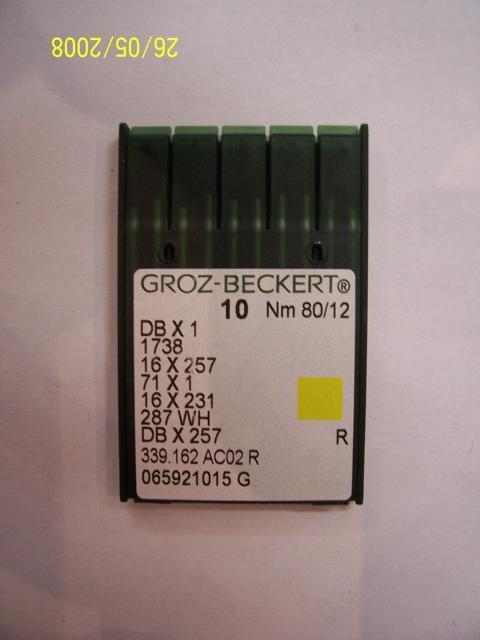 26/05/2008
GROZ-BECKERT®
10 Nm 80/12
DB X 1
1738
16 X 257
71 X 1
16 X 231
287 WH
DB X 257 R
339.162 AC02 R
065921015 G